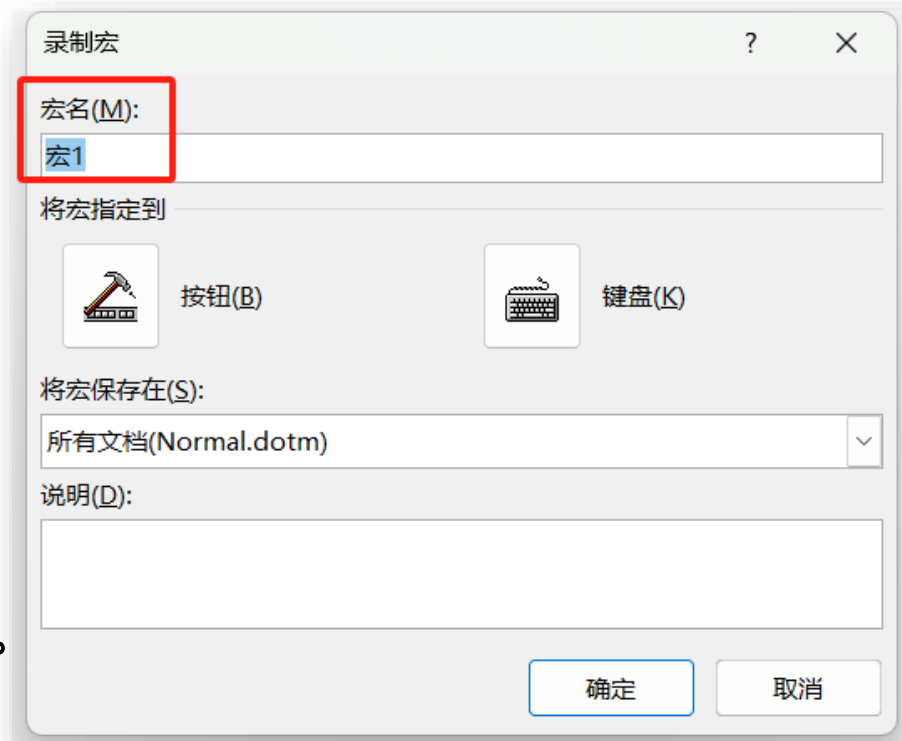 录制宏
宏名(M):
宏1
将宏指定到
按钮(B)
键盘(K)
将宏保存在(S):
所有文档(Normal.dotm)
说明(D):
确定
取消